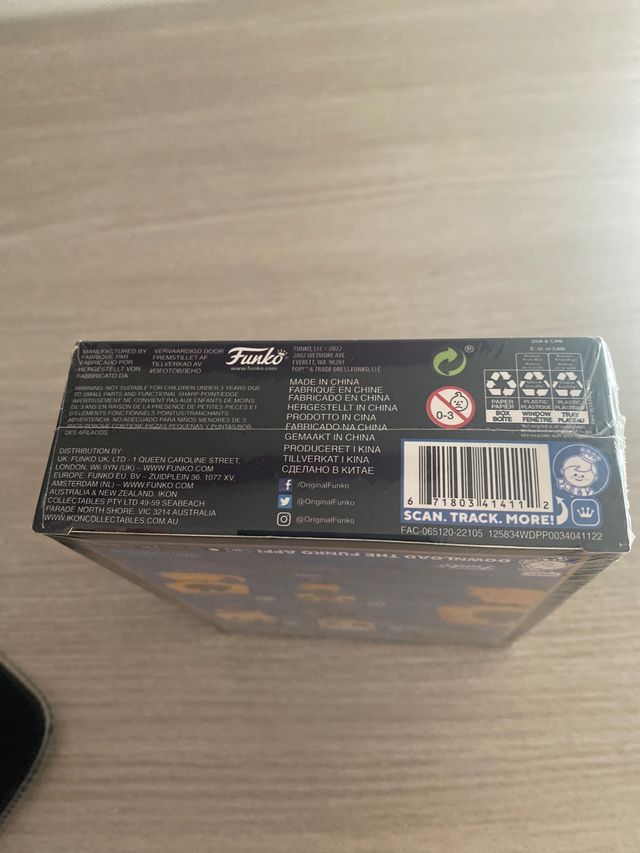 MANUFACTURED BY
FABRIQUÉ PAR
FABRICADO POR
HERGESTELLT VON
FABBRICATO DA
VERVAARDIGD DOOR
FREMSTILLET AF
TILLVERKAD AV
ИЗГОТОВЛЕНО
Funko
www.funko.com
FUNKO, LLC ©2022
2802 WETMORE AVE
EVERETT, WA 98201
POP!™ & TRADE DRESS FUNKO, LLC
WARNING: NOT SUITABLE FOR CHILDREN UNDER 3 YEARS DUE
TO SMALL PARTS AND FUNCTIONAL SHARP POINT/EDGE.
AVERTISSEMENT: NE CONVIENT PAS AUX ENFANTS DE MOINS
DE 3 ANS EN RAISON DE LA PRÉSENCE DE PETITES PIÈCES ET
D'ÉLÉMENTS FONCTIONNELS POINTUS/TRANCHANTS.
ADVERTENCIA: NO ADECUADO PARA NIÑOS MENORES DE 3
AÑOS PORQUE CONTIENE PIEZAS PEQUEÑAS Y PUNTAS/BOR
DES AFILADOS.
DISTRIBUTION BY:
UK: FUNKO UK, LTD - 1 QUEEN CAROLINE STREET,
LONDON, W6 9YN (UK) – WWW.FUNKO.COM
EUROPE: FUNKO EU, BV - ZUIDPLEIN 36, 1077 XV,
AMSTERDAM (NL) – WWW.FUNKO.COM
AUSTRALIA & NEW ZEALAND: IKON
COLLECTABLES PTY LTD 49-59 SEABEACH
PARADE NORTH SHORE, VIC 3214 AUSTRALIA
WWW.IKONCOLLECTABLES.COM.AU
MADE IN CHINA
FABRIQUÉ EN CHINE
FABRICADO EN CHINA
HERGESTELLT IN CHINA
PRODOTTO IN CINA
FABRICADO NA CHINA
GEMAAKT IN CHINA
PRODUCERET I KINA
TILLVERKAT I KINA
СДЕЛАНО В КИТАЕ
/OriginalFunko
@OriginalFunko
@OriginalFunko
0-3
®
USA & CAN
E.-U. et CAN
PAPER
PAPIER
BOX
BOÎTE
PLASTIC
PLASTIQUE
WINDOW
FENÊTRE
PLASTIC
PLASTIQUE
TRAY
PLATEAU
6 71803 41411 2
SCAN. TRACK. MORE!
FAC-065120-22105 125834WDPP0034041122
DOWNLOAD THE FUNKO APP!
Funko